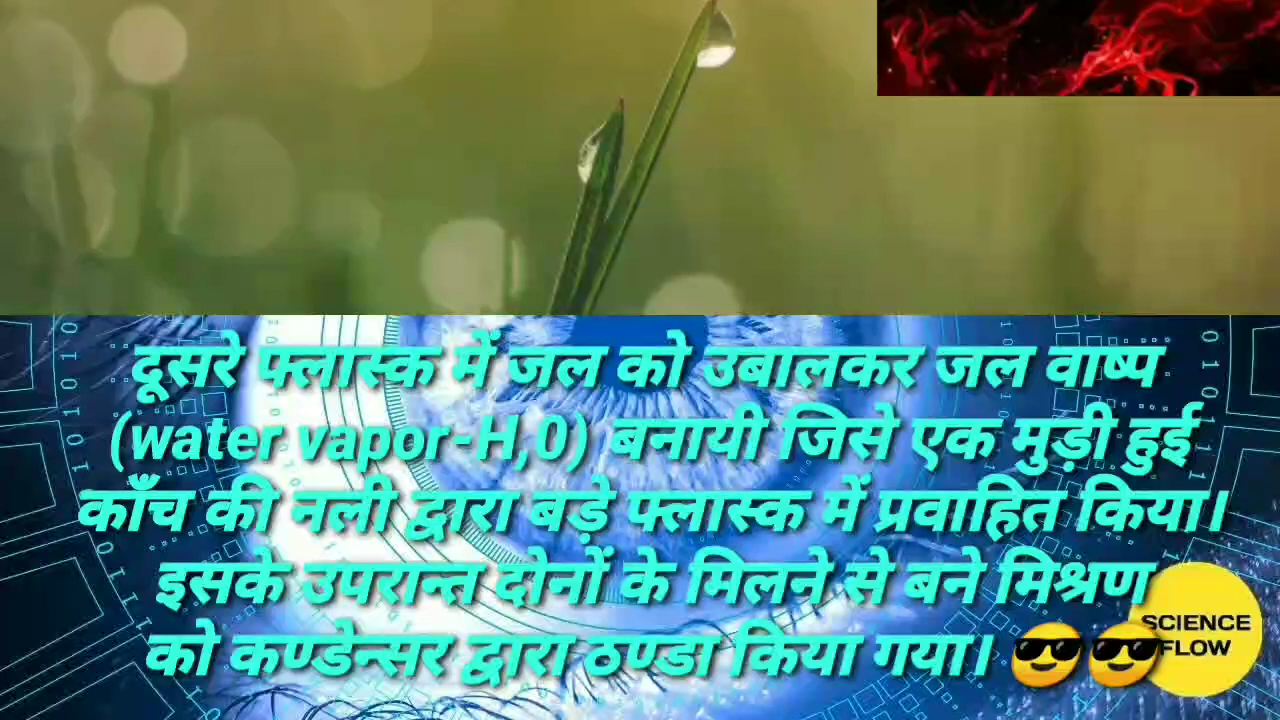 दूसरे फ्लास्क में जल को उबालकर जल वाष्प
(water vapor-H,0) बनायी जिसे एक मुड़ी हुई
काँच की नली द्वारा बड़े फ्लास्क में प्रवाहित किया।
इसके उपरान्त दोनों के मिलने से बने मिश्रण
को कण्डेन्सर द्वारा ठण्डा किया गया। 😎😎
SCIENCE
FLOW